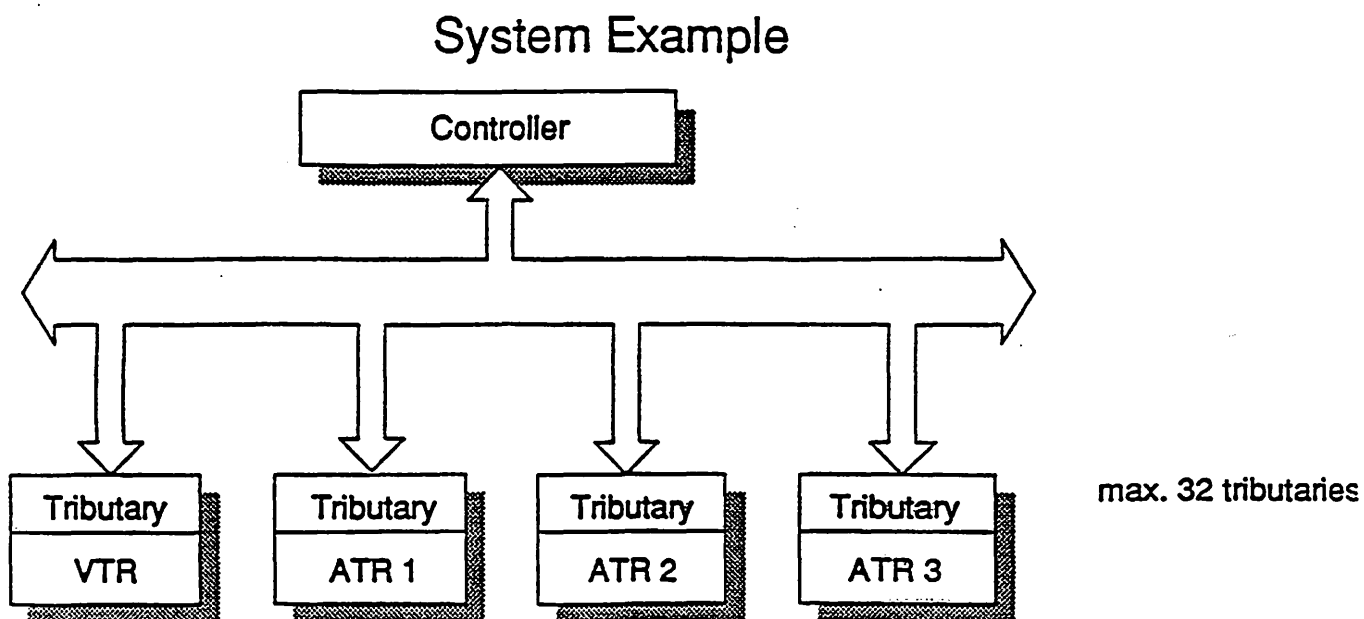 System Example
Controller
Tributary
VTR
Tributary
ATR 1
Tributary
ATR 2
Tributary
ATR 3
max. 32 tributaries